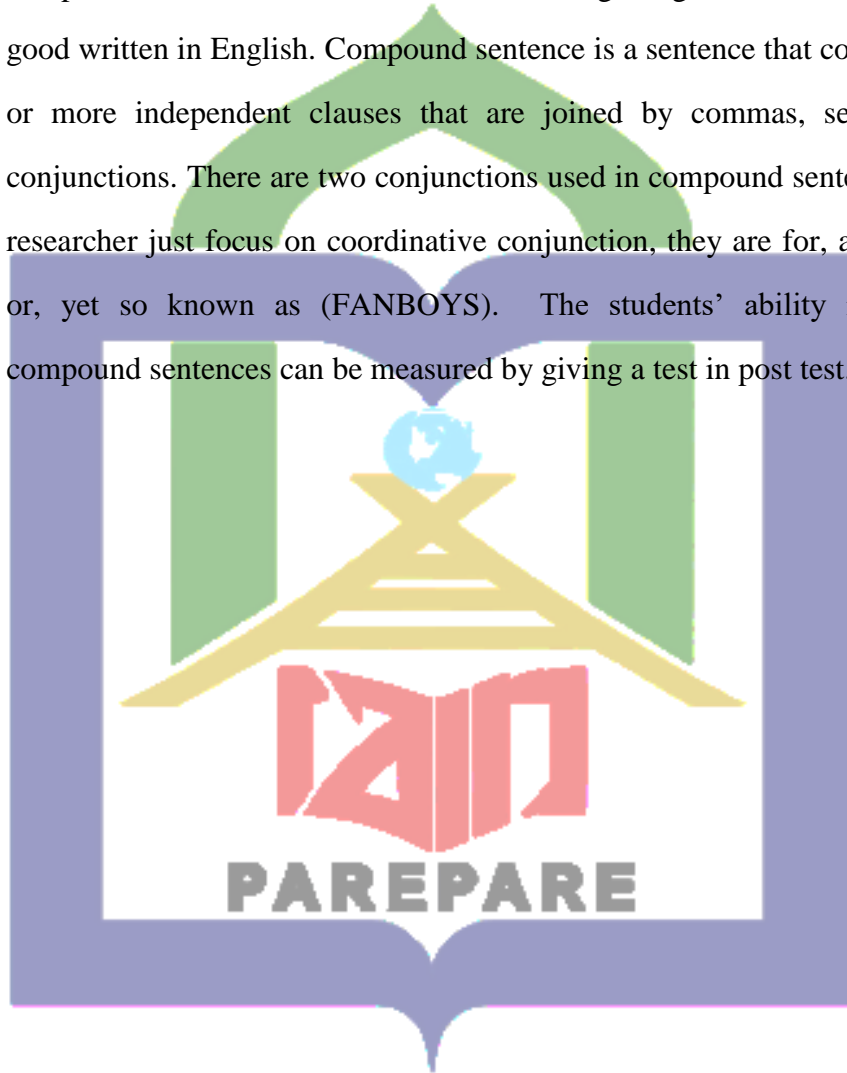 good written in English. Compound sentence is a sentence that co
or more independent clauses that are joined by commas, se
conjunctions. There are two conjunctions used in compound sent
researcher just focus on coordinative conjunction, they are for, a
or, yet so known as (FANBOYS). The students' ability
compound sentences can be measured by giving a test in post test.
iain
PAREPARE